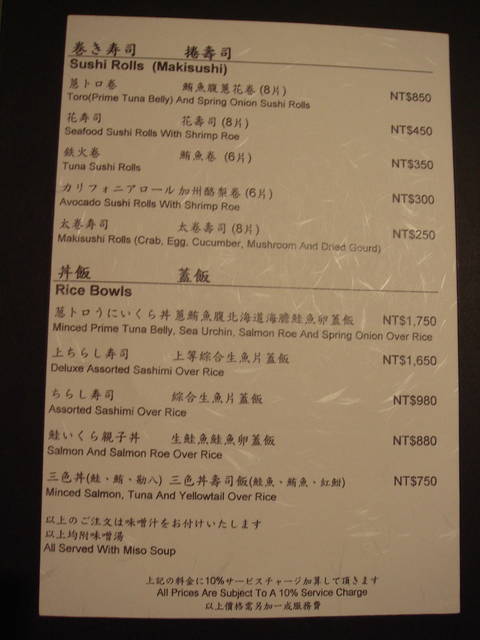 巻き寿司 捲壽司
Sushi Rolls (Makisushi)
葱トロ巻 鮪魚腹蔥花卷 (8片)
Toro(Prime Tuna Belly) And Spring Onion Sushi Rolls NT$850
花寿司 花壽司 (8片)
Seafood Sushi Rolls With Shrimp Roe NT$450
鉄火巻 鮪魚卷 (6片)
Tuna Sushi Rolls NT$350
カリフォニアロール 加州酪梨卷 (6片)
Avocado Sushi Rolls With Shrimp Roe NT$300
太巻寿司 太卷壽司 (8片)
Makisushi Rolls (Crab, Egg, Cucumber, Mushroom And Dried Gourd) NT$250
丼飯 蓋飯
Rice Bowls
葱トロうにいくら丼 蔥鮪魚腹北海道海膽鮭魚卵蓋飯 NT$1,750
Minced Prime Tuna Belly, Sea Urchin, Salmon Roe And Spring Onion Over Rice
上ちらし寿司 上等綜合生魚片蓋飯 NT$1,650
Deluxe Assorted Sashimi Over Rice
ちらし寿司 綜合生魚片蓋飯 NT$980
Assorted Sashimi Over Rice
鮭いくら親子丼 生鮭魚鮭魚卵蓋飯 NT$880
Salmon And Salmon Roe Over Rice
三色丼(鮭、鮪、勘八) 三色丼壽司飯(鮭魚、鮪魚、紅魽) NT$750
Minced Salmon, Tuna And Yellowtail Over Rice
以上のご注文は味噌汁をお付けいたします
以上均附味噌湯
All Served With Miso Soup
上記の料金に10%サービスチャージ加算して頂きます
All Prices Are Subject To A 10% Service Charge
以上價格需另加一成服務費